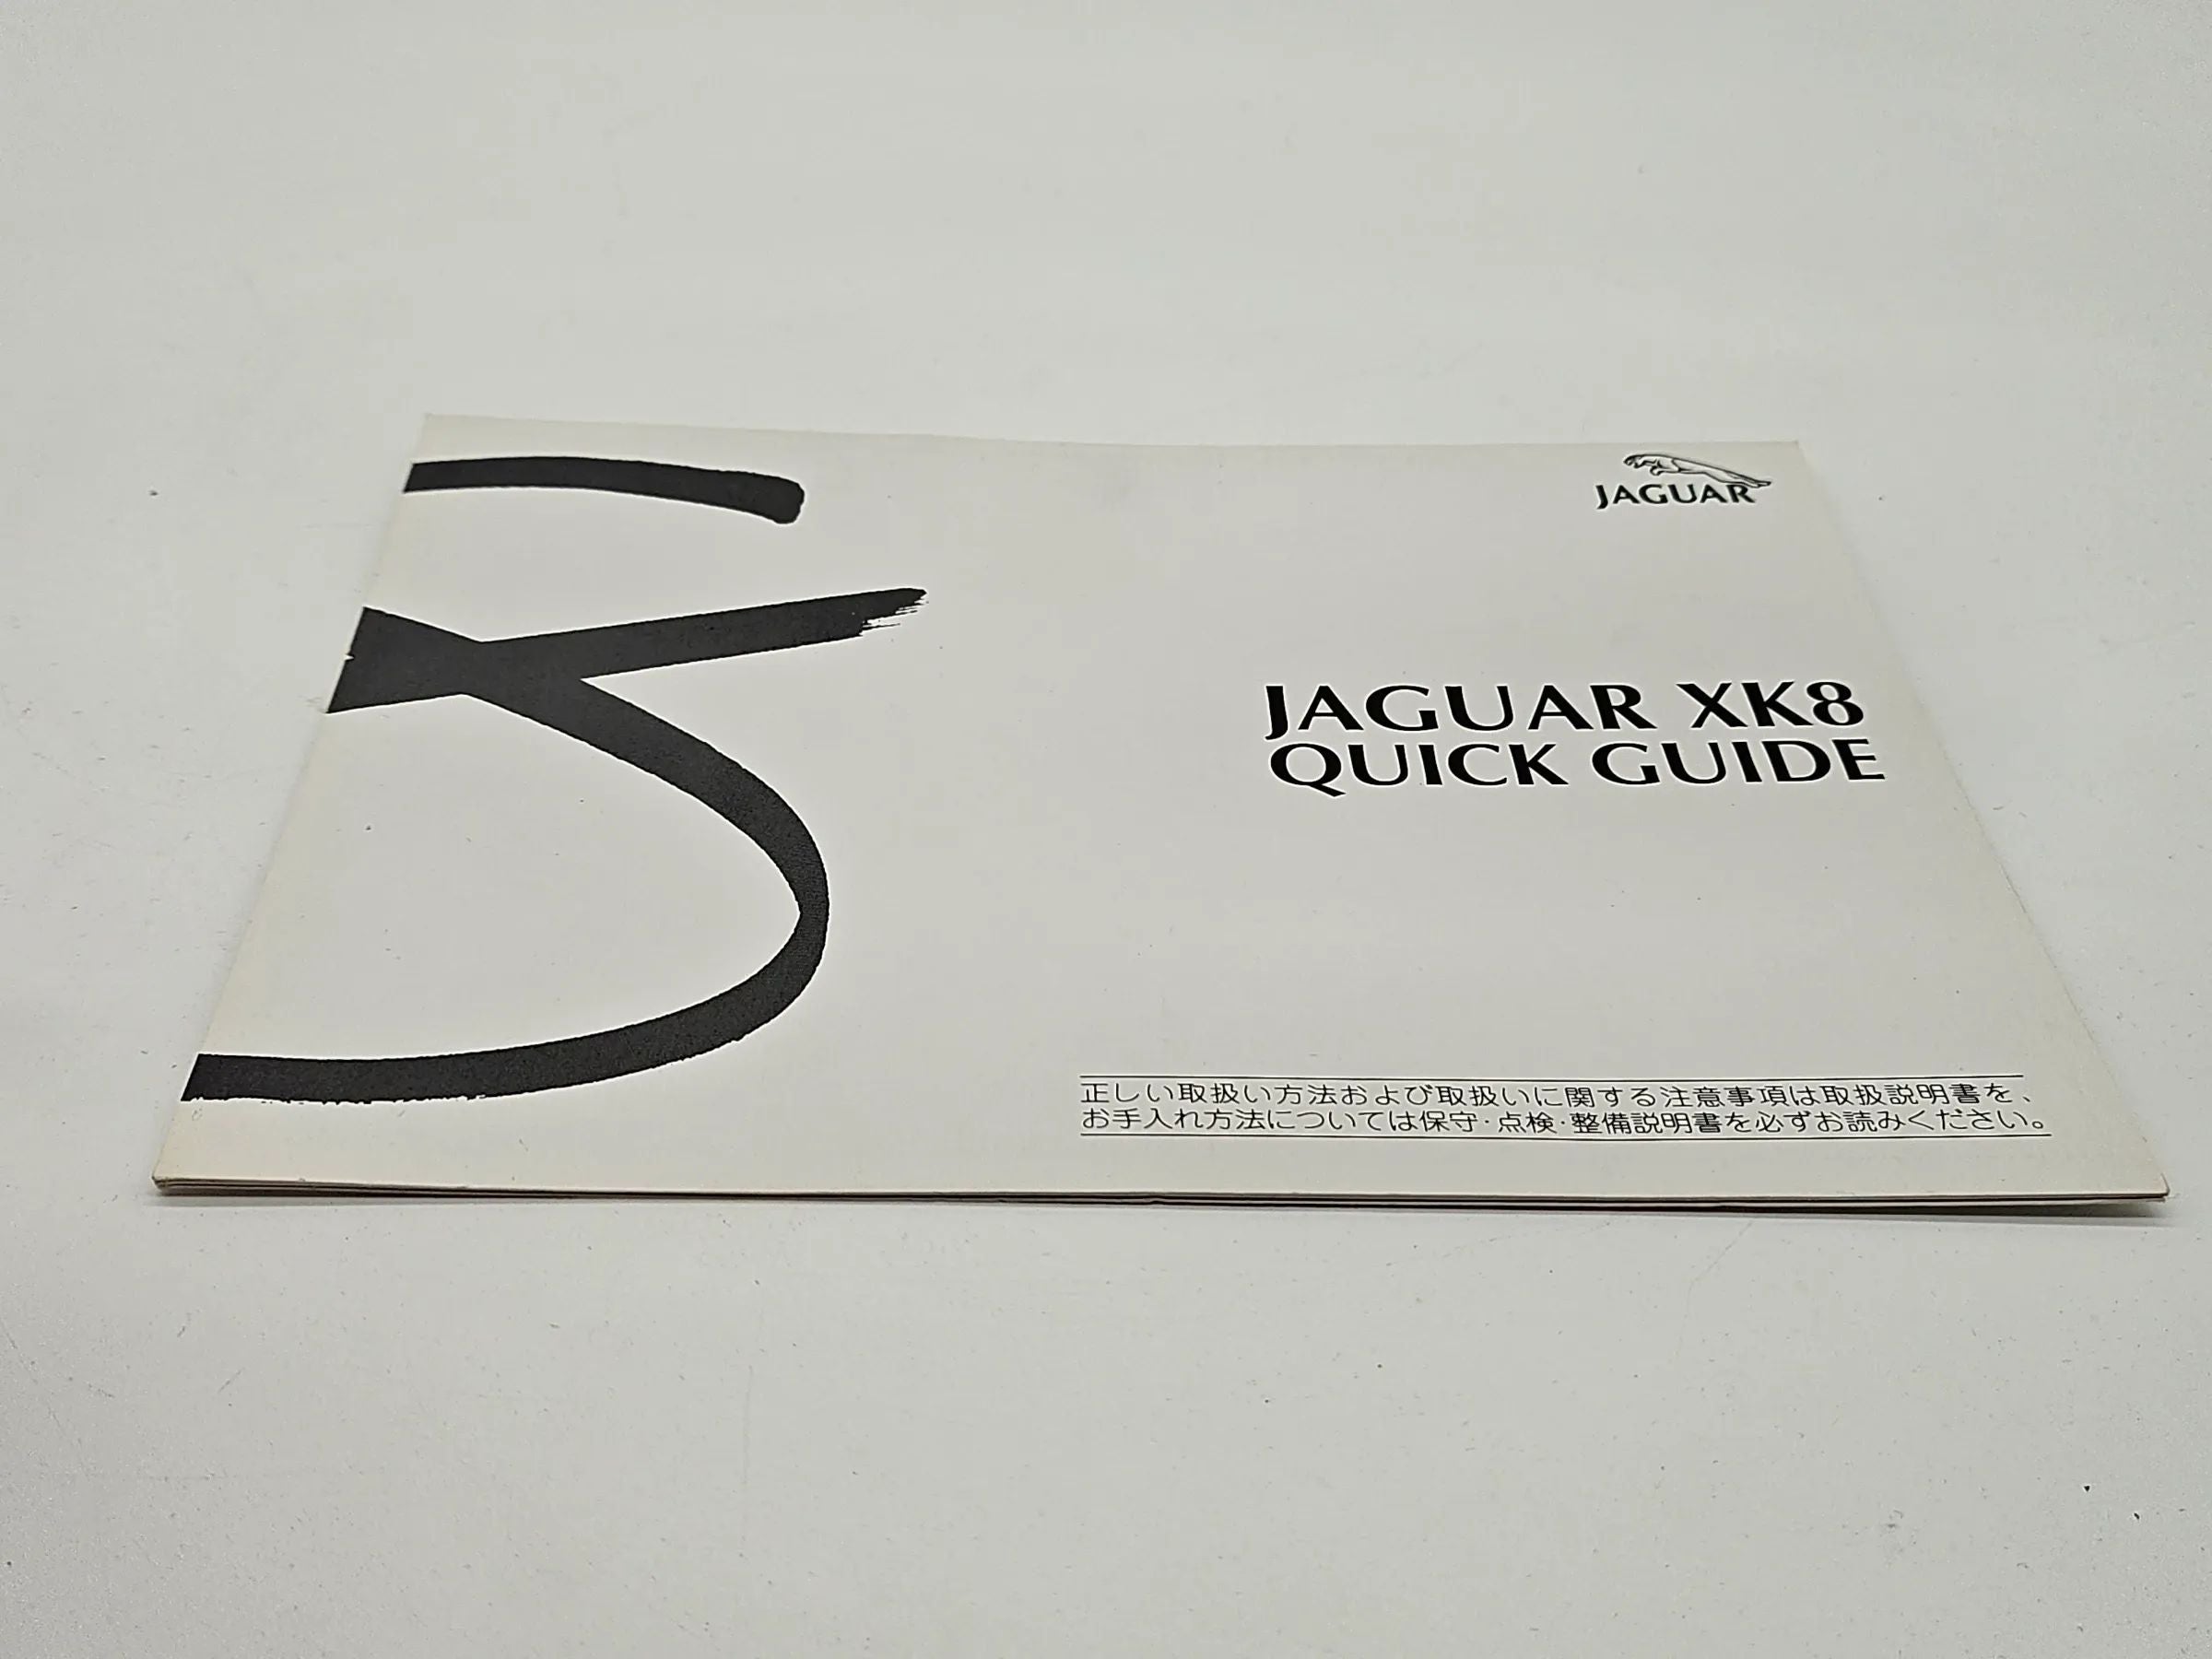 JAGUAR
JAGUAR XK8
QUICK GUIDE
正しい取扱い方法および取扱いに関する注意事項は取扱説明書を、
お手入れ方法については保守・点検・整備説明書を必ずお読みください。